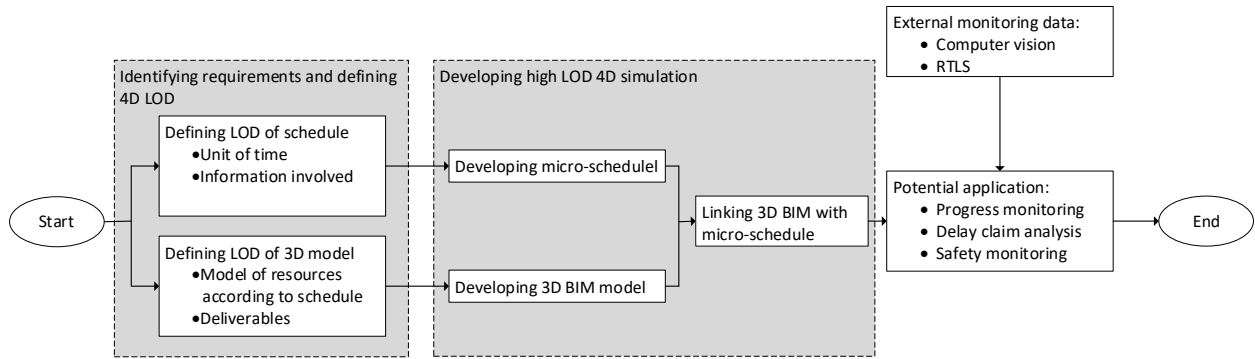 External monitoring data:
• Computer vision
• RTLS
Identifying requirements and defining
4D LOD
Developing high LOD 4D simulation
Defining LOD of schedule
•Unit of time
•Information involved
Developing micro-schedulel
Start
Linking 3D BIM with
micro-schedule
Potential application:
• Progress monitoring
• Delay claim analysis
• Safety monitoring
End
Defining LOD of 3D model
•Model of resources
according to schedule
•Deliverables
Developing 3D BIM model